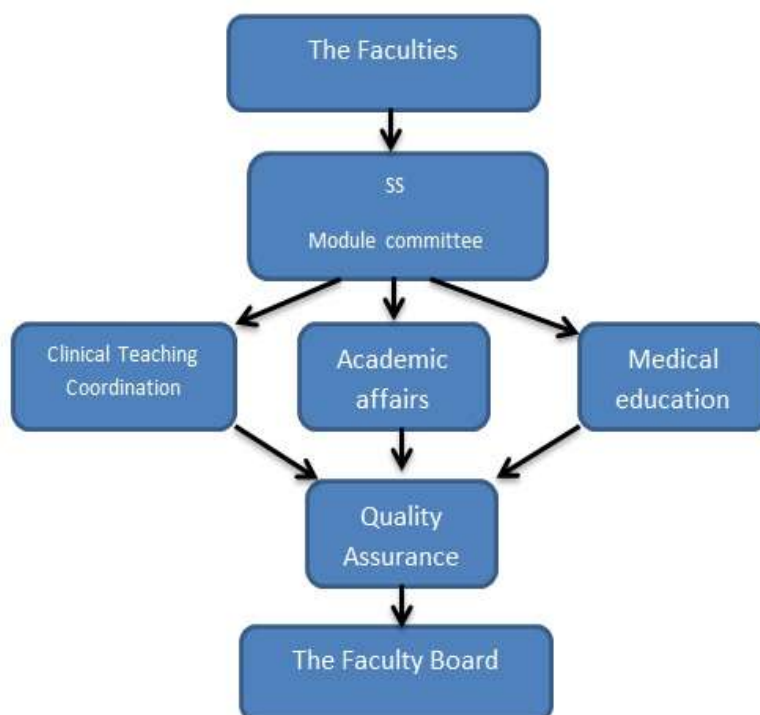 The Faculties
SS
Module committee
Clinical Teaching
Coordination
Academic
affairs
Medical
education
Quality
Assurance
The Faculty Board